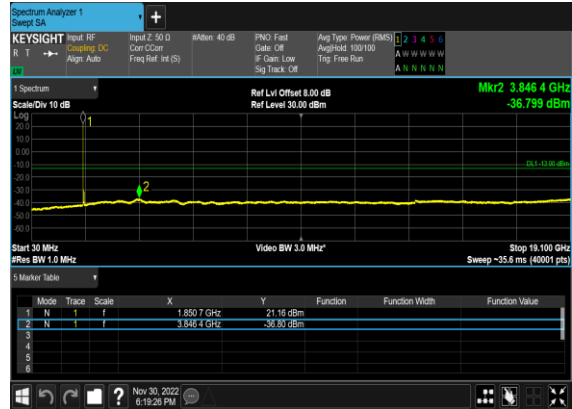 Spectrum Analyzer 1
Swept SA
+
KEYSIGHT Input: RF Input Z: 50 Ω #Atten: 40 dB PNO: Fast Avg Type: Power (RMS) 1 2 3 4 5 6
R T Coupling: DC Corr CCorr Gate: Off Avg|Hold: 100/100 A W W W W W
Align: Auto Freq Ref: Int (S) IF Gain: Low Trig: Free Run
Sig Track: Off A N N N N N
1 Spectrum Ref Lvl Offset 8.00 dB Mkr2 3.846 4 GHz
Scale/Div 10 dB Ref Level 30.00 dBm -36.799 dBm
Log
20.0
10.0
0.00
-10.0
-20.0
-30.0
-40.0
-50.0
-60.0
1
2
DL1 -13.00 dBm
Start 30 MHz Video BW 3.0 MHz* Stop 19.100 GHz
#Res BW 1.0 MHz Sweep ~35.6 ms (40001 pts)
5 Marker Table
Mode Trace Scale X Y Function Function Width Function Value
1 N 1 f 1.850 7 GHz 21.16 dBm
2 N 1 f 3.846 4 GHz -36.80 dBm
3
4
5
6
? Nov 30, 2022
6:19:26 PM